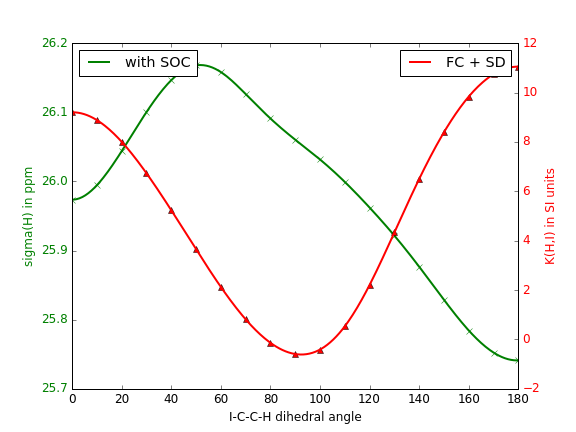 with SOC
FC + SD
26.2
26.1
26.0
25.9
25.8
25.7
sigma(H) in ppm
12
10
8
6
4
2
0
−2
K(H,I) in SI units
0 20 40 60 80 100 120 140 160 180
I-C-C-H dihedral angle